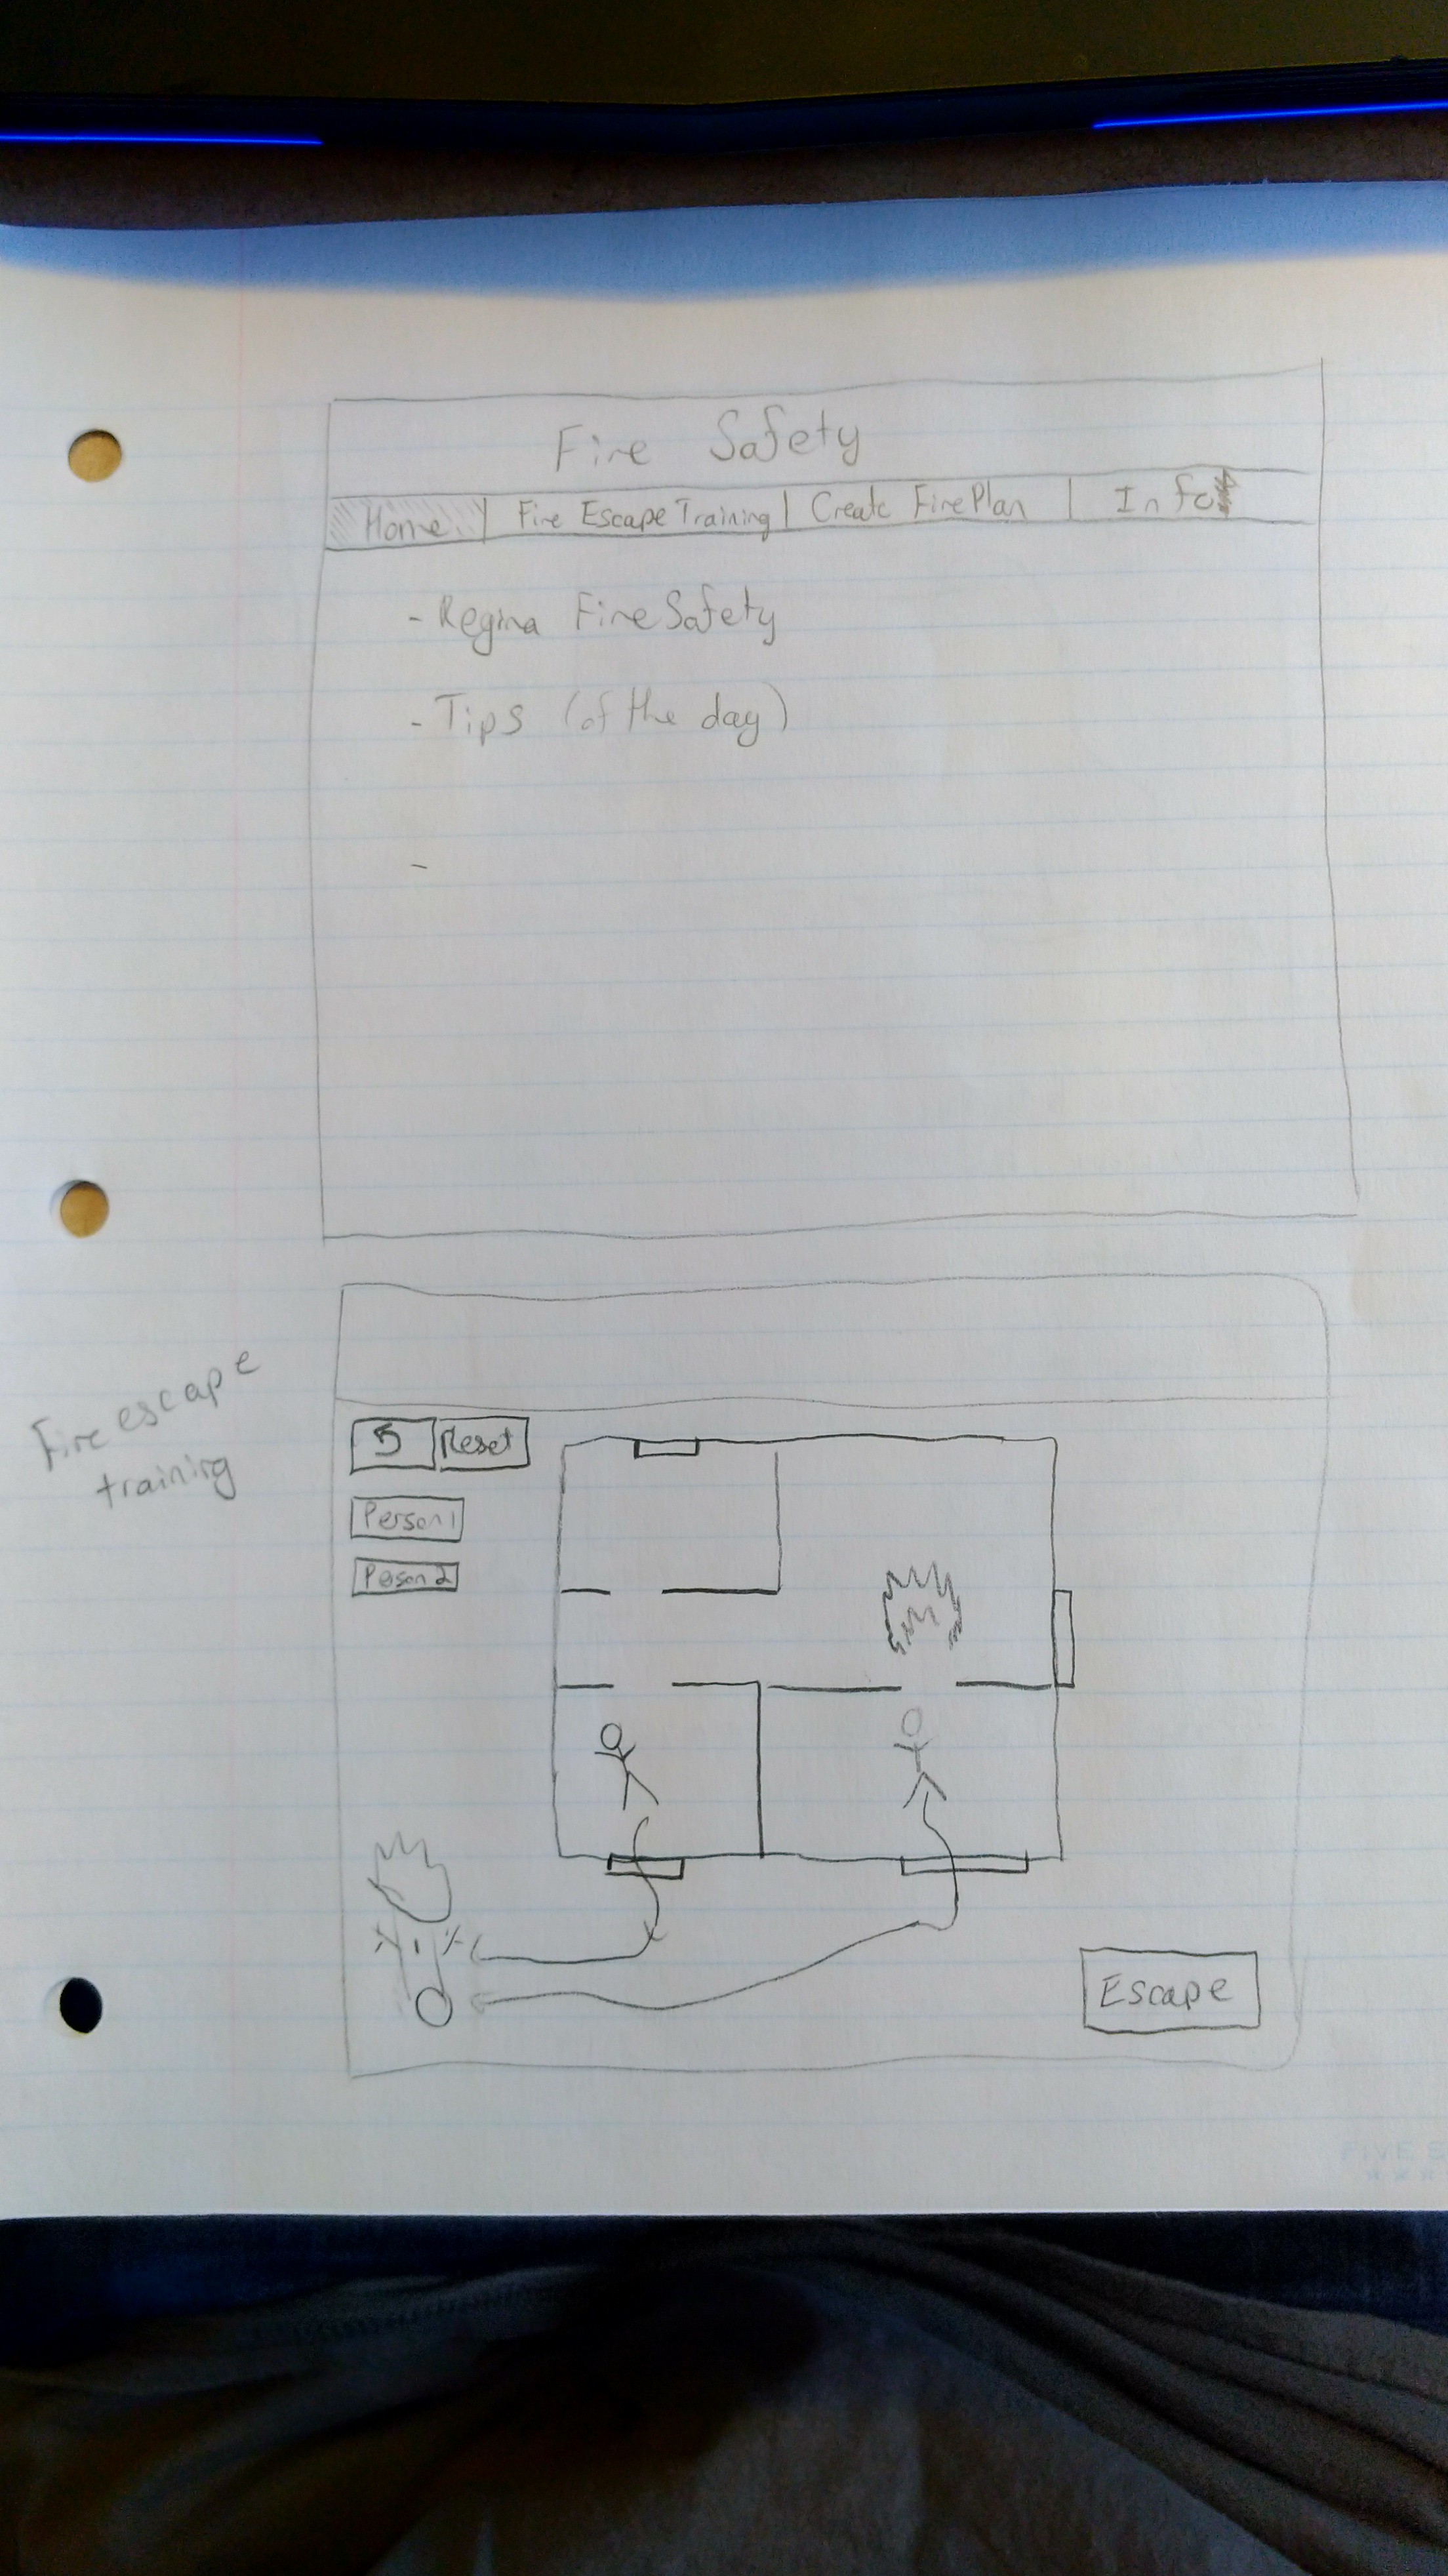 Fire Safety
Home | Fire Escape Training | Create Fire Plan | Info
- Regina Fire Safety
- Tips (of the day)
-
Fire escape
training
Reset
Person 1
Person 2
Escape
FIVE S